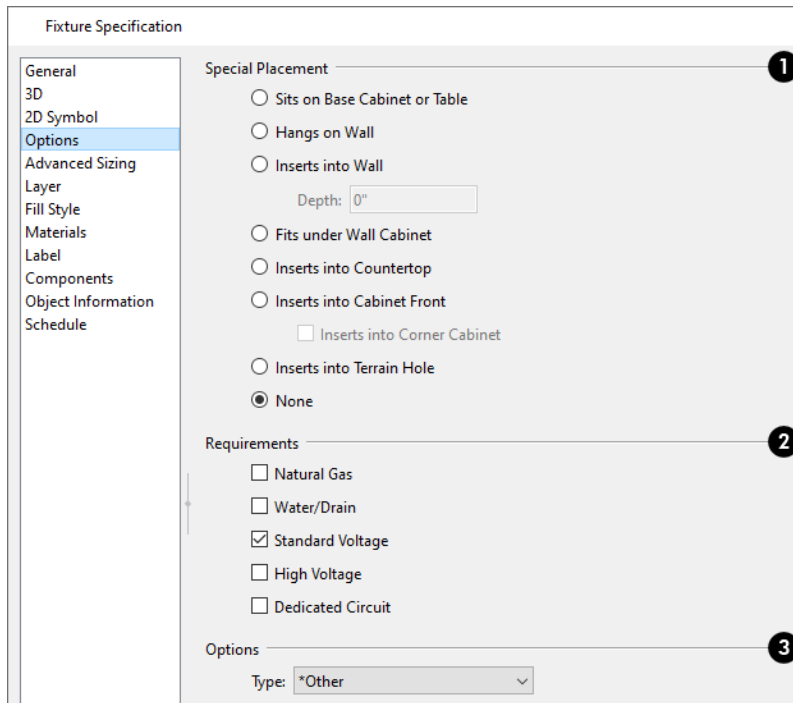 Fixture Specification
General
3D
2D Symbol
Options
Advanced Sizing
Layer
Fill Style
Materials
Label
Components
Object Information
Schedule
Special Placement
1
Sits on Base Cabinet or Table
Hangs on Wall
Inserts into Wall
Depth: 0"
Fits under Wall Cabinet
Inserts into Countertop
Inserts into Cabinet Front
Inserts into Corner Cabinet
Inserts into Terrain Hole
None
Requirements
2
Natural Gas
Water/Drain
Standard Voltage
High Voltage
Dedicated Circuit
Options
3
Type: *Other